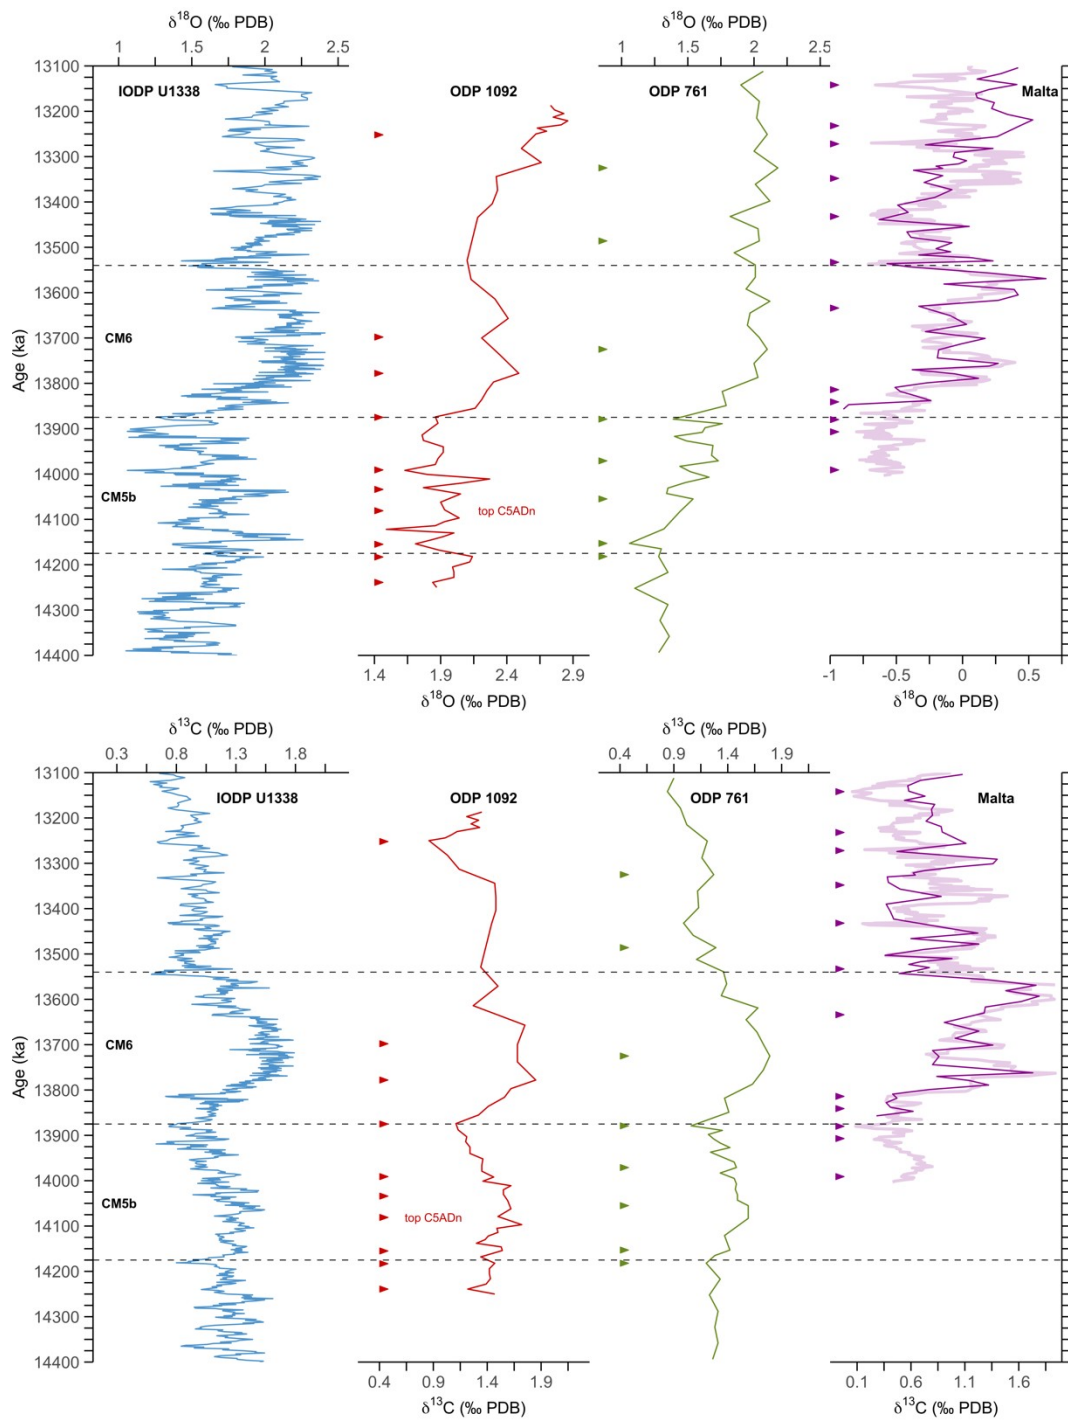 δ18O (‰ PDB) δ18O (‰ PDB)
1 1.5 2 2.5 1 1.5 2 2.5
13100
IODP U1338 ODP 1092 ODP 761 Malta
13200
13300
13400
13500
13600
CM6
13700
13800
13900
14000
CM5b
top C5ADn
14100
14200
14300
14400
Age (ka)
1.4 1.9 2.4 2.9 -1 -0.5 0 0.5
δ18O (‰ PDB) δ18O (‰ PDB)
δ13C (‰ PDB) δ13C (‰ PDB)
0.3 0.8 1.3 1.8 0.4 0.9 1.4 1.9
13100
IODP U1338 ODP 1092 ODP 761 Malta
13200
13300
13400
13500
13600
CM6
13700
13800
13900
14000
CM5b
top C5ADn
14100
14200
14300
14400
Age (ka)
0.4 0.9 1.4 1.9 0.1 0.6 1.1 1.6
δ13C (‰ PDB) δ13C (‰ PDB)